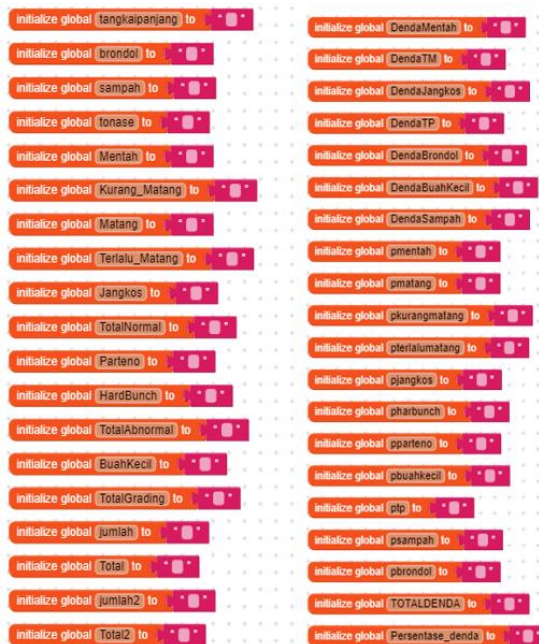 initialize global tangkaipanjang to " "
initialize global brondol to " "
initialize global sampah to " "
initialize global tonase to " "
initialize global Mentah to " "
initialize global Kurang_Matang to " "
initialize global Matang to " "
initialize global Terlalu_Matang to " "
initialize global Jangkos to " "
initialize global TotalNormal to " "
initialize global Parteno to " "
initialize global HardBunch to " "
initialize global TotalAbnormal to " "
initialize global BuahKecil to " "
initialize global TotalGrading to " "
initialize global jumlah to " "
initialize global Total to " "
initialize global jumlah2 to " "
initialize global Total2 to " "
initialize global DendaMentah to " "
initialize global DendaTM to " "
initialize global DendaJangkos to " "
initialize global DendaTP to " "
initialize global DendaBrondol to " "
initialize global DendaBuahKecil to " "
initialize global DendaSampah to " "
initialize global pmentah to " "
initialize global pmatang to " "
initialize global pkurangmatang to " "
initialize global pterlalumatang to " "
initialize global pjangkos to " "
initialize global pharbunch to " "
initialize global pparteno to " "
initialize global pbuahkecil to " "
initialize global ptp to " "
initialize global psampah to " "
initialize global pbrondol to " "
initialize global TOTALDENDA to " "
initialize global Persentase_denda to " "